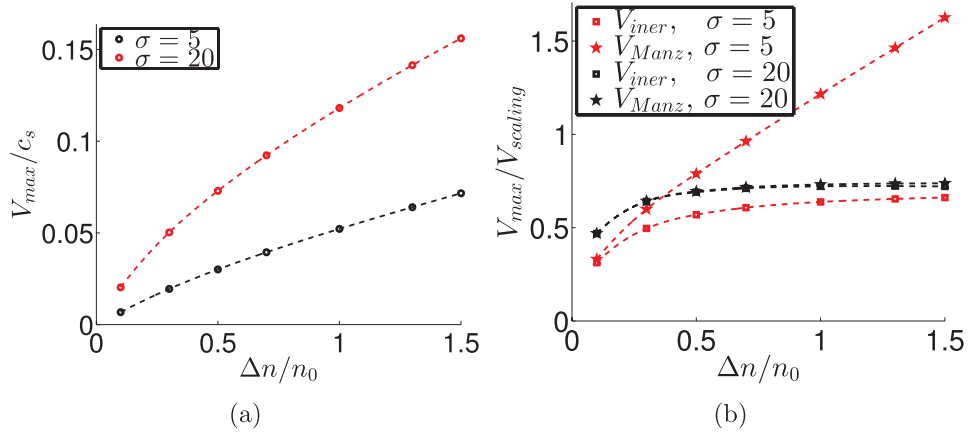 σ = 5
σ = 20
0.15
0.1
0.05
0
0 0.5 1 1.5
V_max/c_s
Δn/n_0
(a)
V_iner, σ = 5
V_Manz, σ = 5
V_iner, σ = 20
V_Manz, σ = 20
1.5
1
0.5
0
0 0.5 1 1.5
V_max/V_scaling
Δn/n_0
(b)